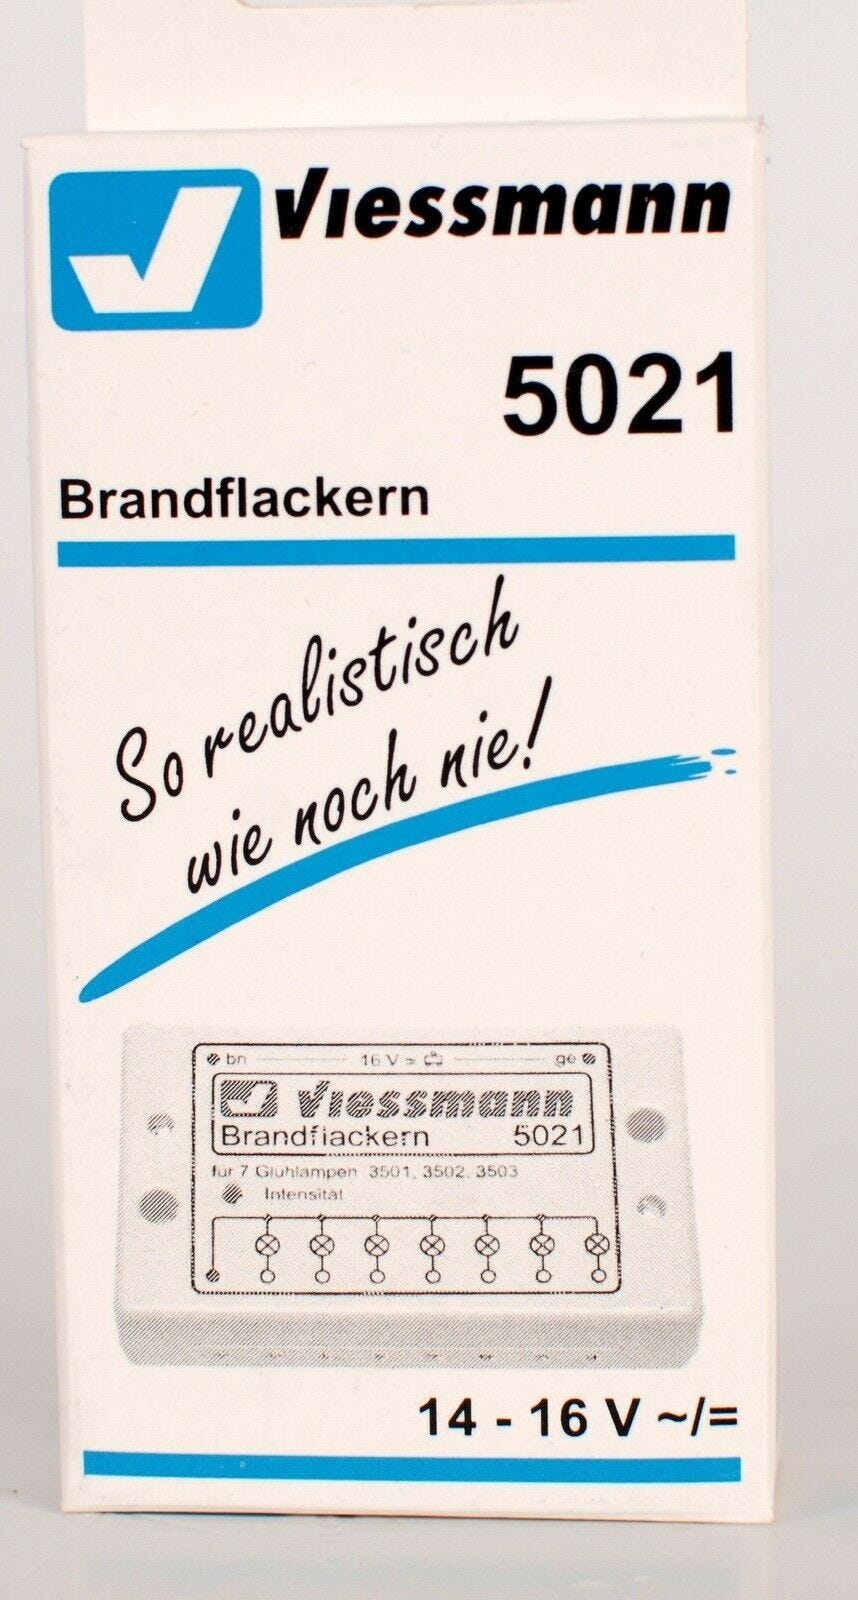 Viessmann
5021
Brandflackern
So realistisch
wie noch nie!
bn 16 V ≃ ge
Viessmann
Brandflackern 5021
für 7 Glühlampen 3501, 3502, 3503
Intensität
14 - 16 V ~/=